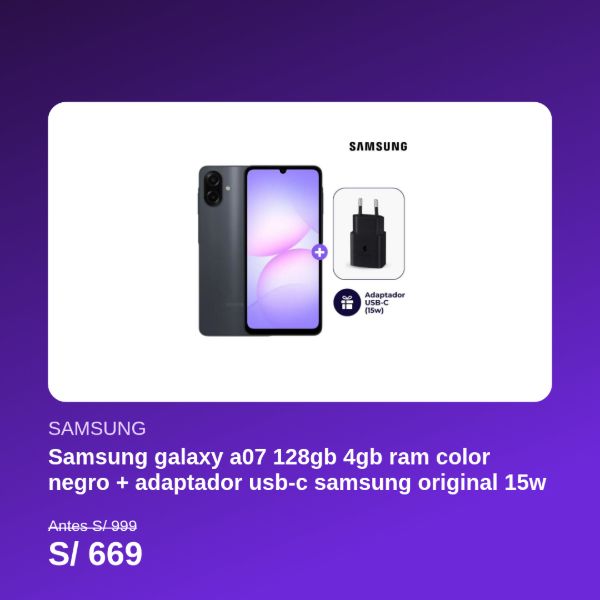 SAMSUNG
Adaptador
USB-C
(15w)
SAMSUNG
Samsung galaxy a07 128gb 4gb ram color
negro + adaptador usb-c samsung original 15w
Antes S/ 999
S/ 669